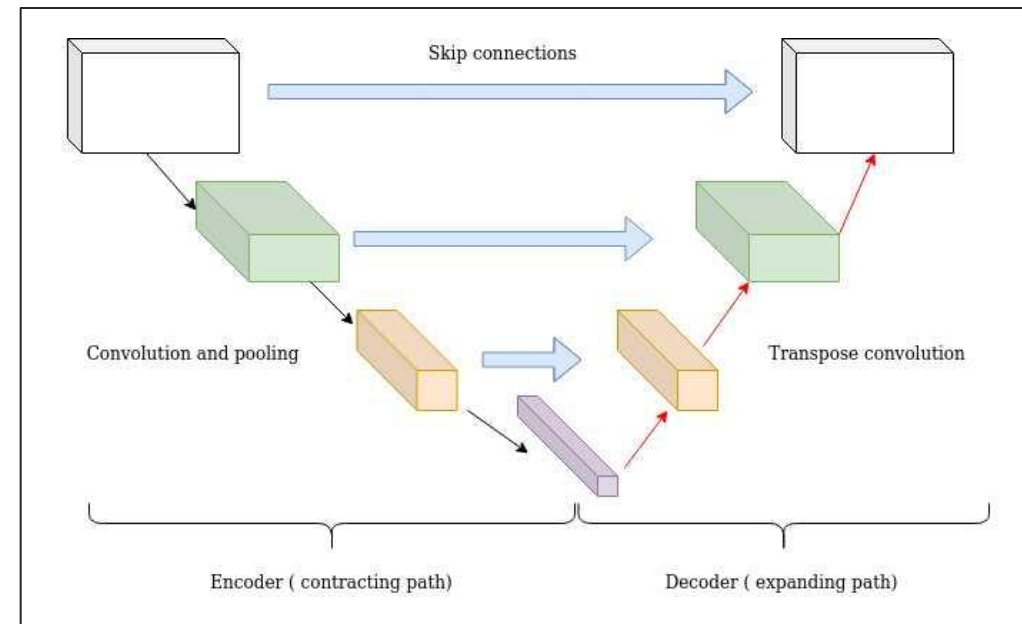 Skip connections
Convolution and pooling
Transpose convolution
Encoder ( contracting path)
Decoder ( expanding path)